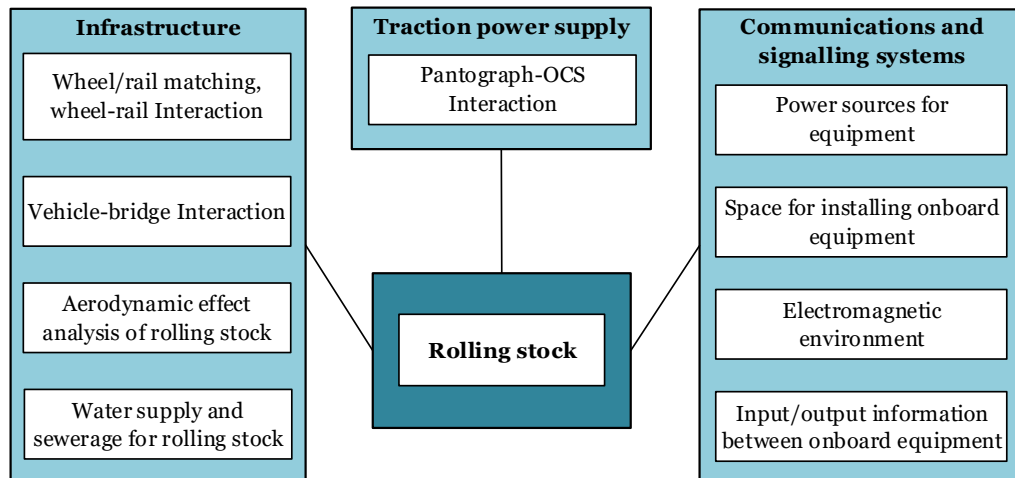 Infrastructure
Wheel/rail matching,
wheel-rail Interaction
Vehicle-bridge Interaction
Aerodynamic effect
analysis of rolling stock
Water supply and
sewerage for rolling stock
Traction power supply
Pantograph-OCS
Interaction
Rolling stock
Communications and
signalling systems
Power sources for
equipment
Space for installing onboard
equipment
Electromagnetic
environment
Input/output information
between onboard equipment